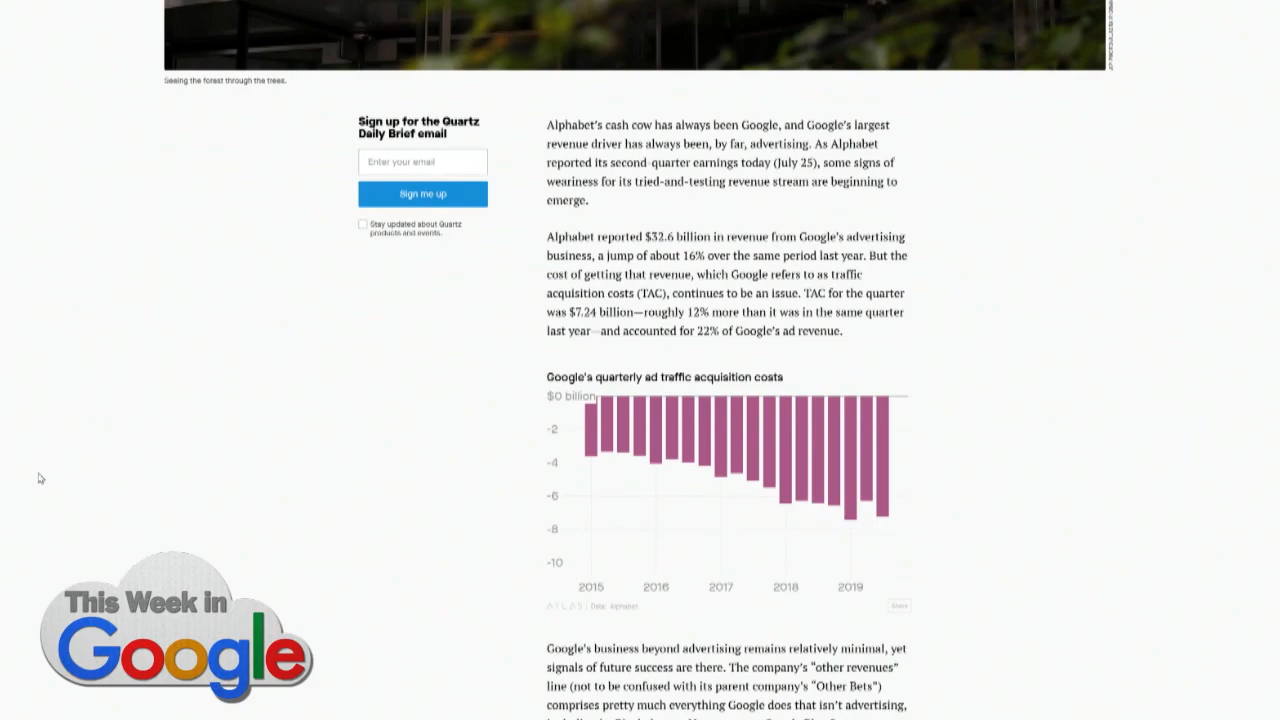 Seeing the forest through the trees.
Sign up for the Quartz
Daily Brief email
Enter your email
Sign me up
Stay updated about Quartz
products and events.
Alphabet's cash cow has always been Google, and Google's largest
revenue driver has always been, by far, advertising. As Alphabet
reported its second-quarter earnings today (July 25), some signs of
weariness for its tried-and-testing revenue stream are beginning to
emerge.
Alphabet reported $32.6 billion in revenue from Google's advertising
business, a jump of about 16% over the same period last year. But the
cost of getting that revenue, which Google refers to as traffic
acquisition costs (TAC), continues to be an issue. TAC for the quarter
was $7.24 billion—roughly 12% more than it was in the same quarter
last year—and accounted for 22% of Google's ad revenue.
Google's quarterly ad traffic acquisition costs
$0 billion
-2
-4
-6
-8
-10
2015 2016 2017 2018 2019
ATLAS | Data: Alphabet
Share
Google's business beyond advertising remains relatively minimal, yet
signals of future success are there. The company's "other revenues"
line (not to be confused with its parent company's "Other Bets")
comprises pretty much everything Google does that isn't advertising,
This Week in
Google